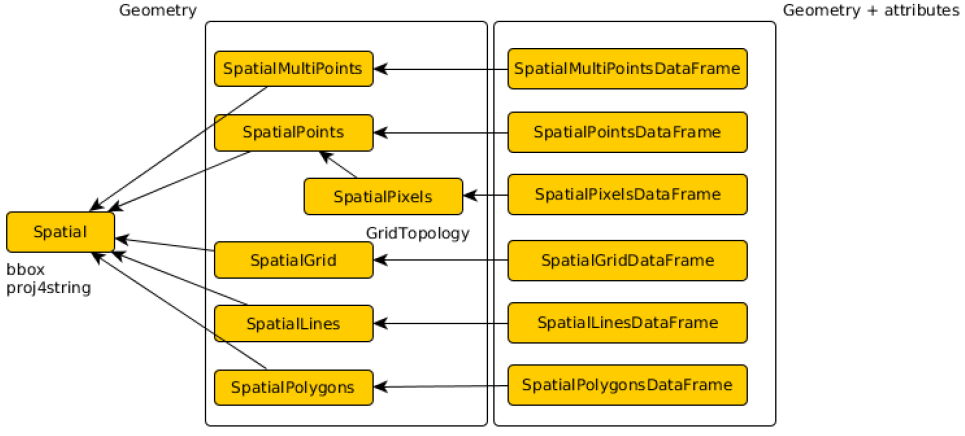 Geometry
Geometry + attributes
SpatialMultiPoints
SpatialMultiPointsDataFrame
SpatialPoints
SpatialPointsDataFrame
SpatialPixels
SpatialPixelsDataFrame
Spatial
GridTopology
bbox
proj4string
SpatialGrid
SpatialGridDataFrame
SpatialLines
SpatialLinesDataFrame
SpatialPolygons
SpatialPolygonsDataFrame